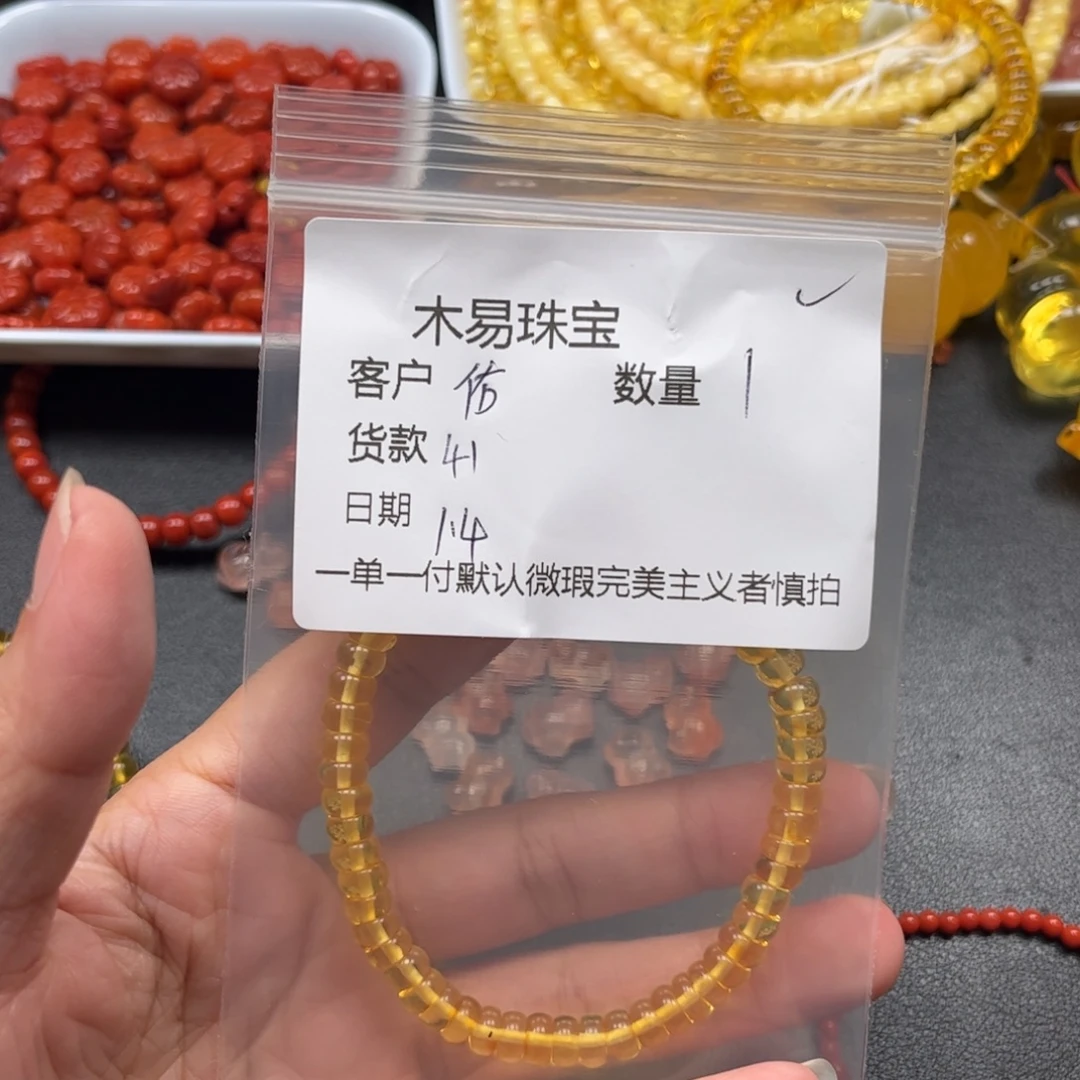 木易珠宝
客户 佑 数量 1
货款 41
日期 1.4
一单一付默认微瑕完美主义者慎拍